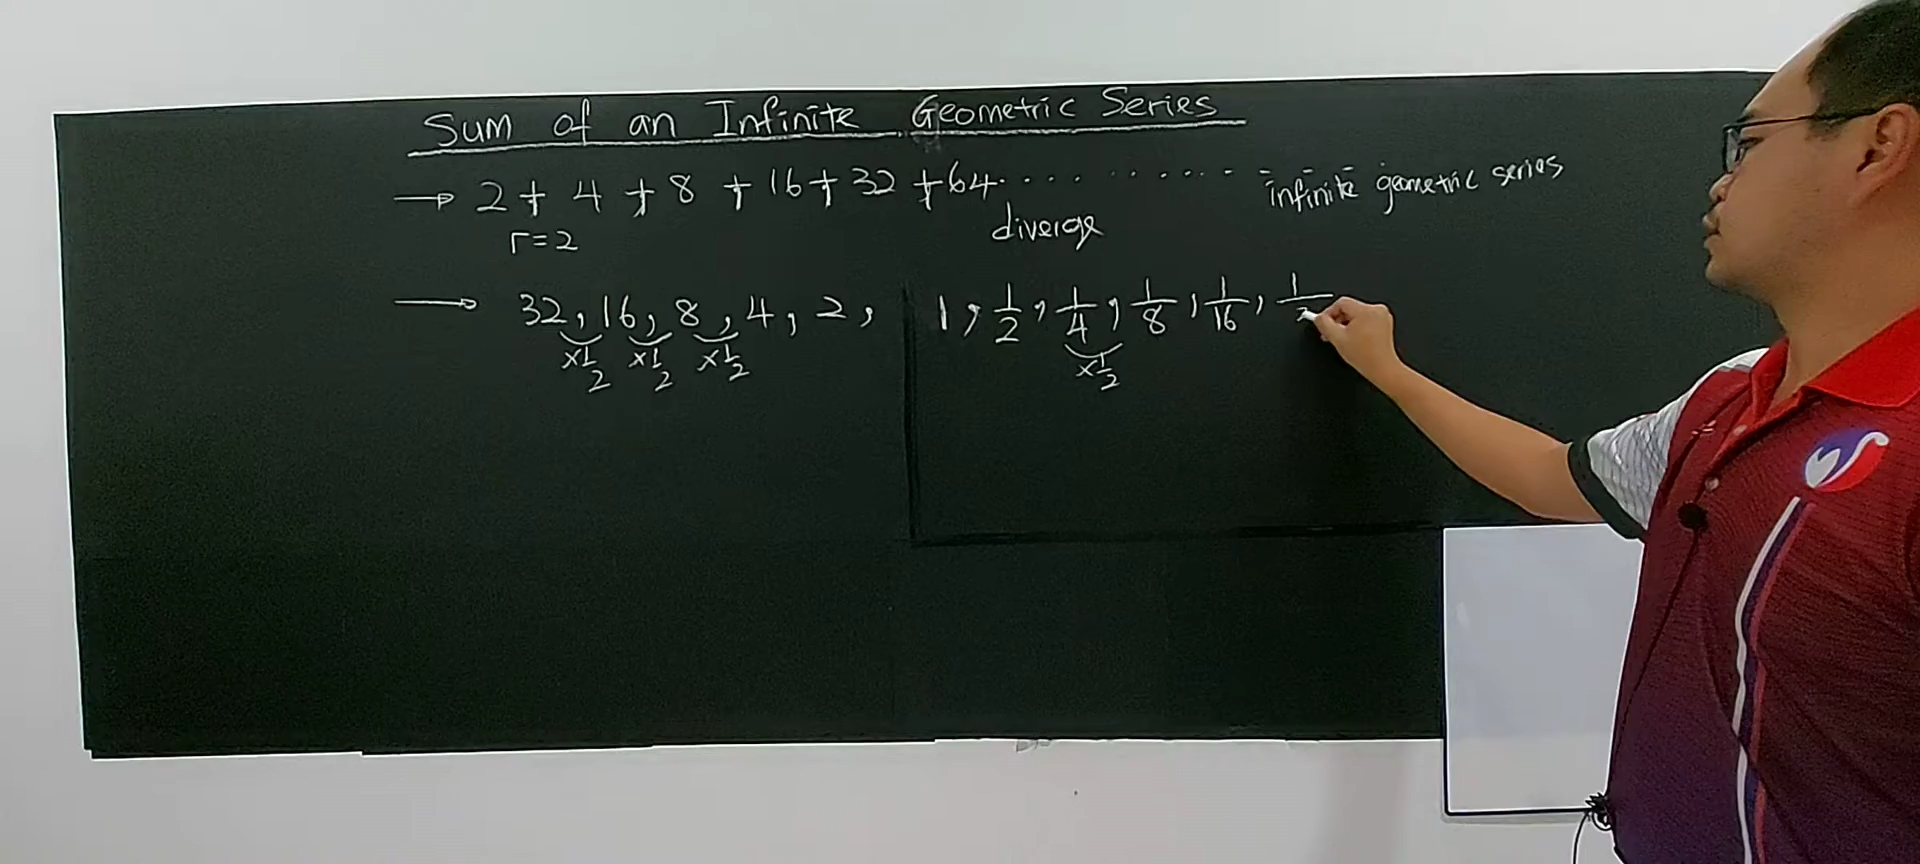 Sum of an Infinite Geometric Series
→ 2 + 4 + 8 + 16 + 32 + 64 .............. infinite geometric series
r = 2
diverge
→ 32, 16, 8, 4, 2, 1, 1/2, 1/4, 1/8, 1/16, 1/
×1/2 ×1/2 ×1/2 ×1/2